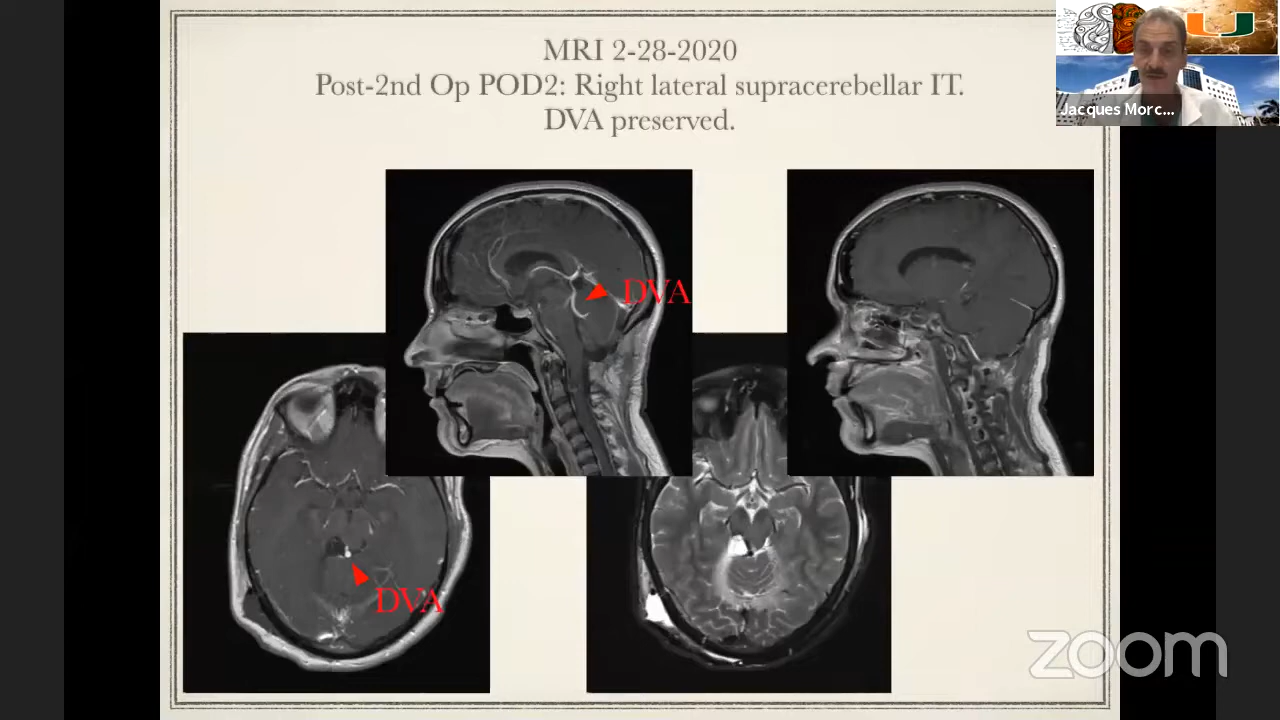 MRI 2-28-2020
Post-2nd Op POD2: Right lateral supracerebellar IT.
DVA preserved.
Jacques Morc...
DVA
DVA
zoom